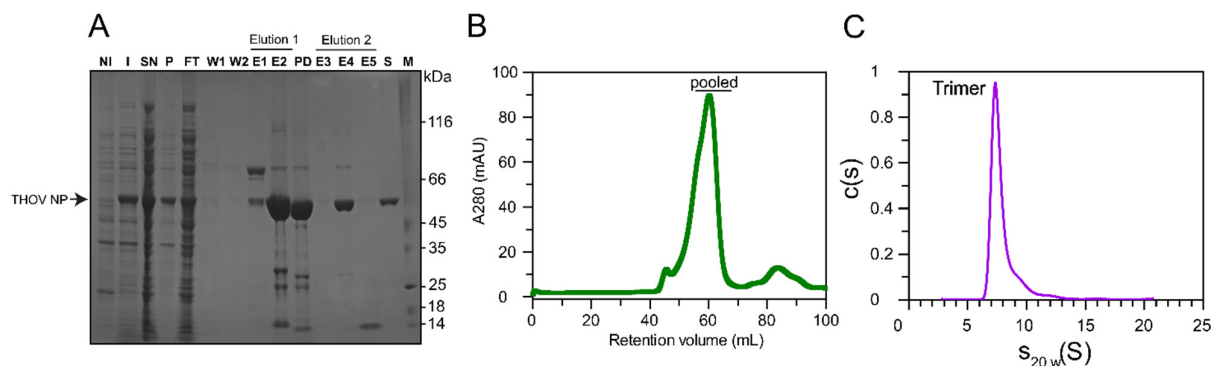 A
Elution 1 Elution 2
NI I SN P FT W1 W2 E1 E2 PD E3 E4 E5 S M
kDa
116
66
THOV NP
45
35
25
18
14
B
pooled
A280 (mAU)
100
80
60
40
20
0
0 20 40 60 80 100
Retention volume (mL)
C
Trimer
c(s)
1
0.8
0.6
0.4
0.2
0
0 5 10 15 20 25
s20 w(S)